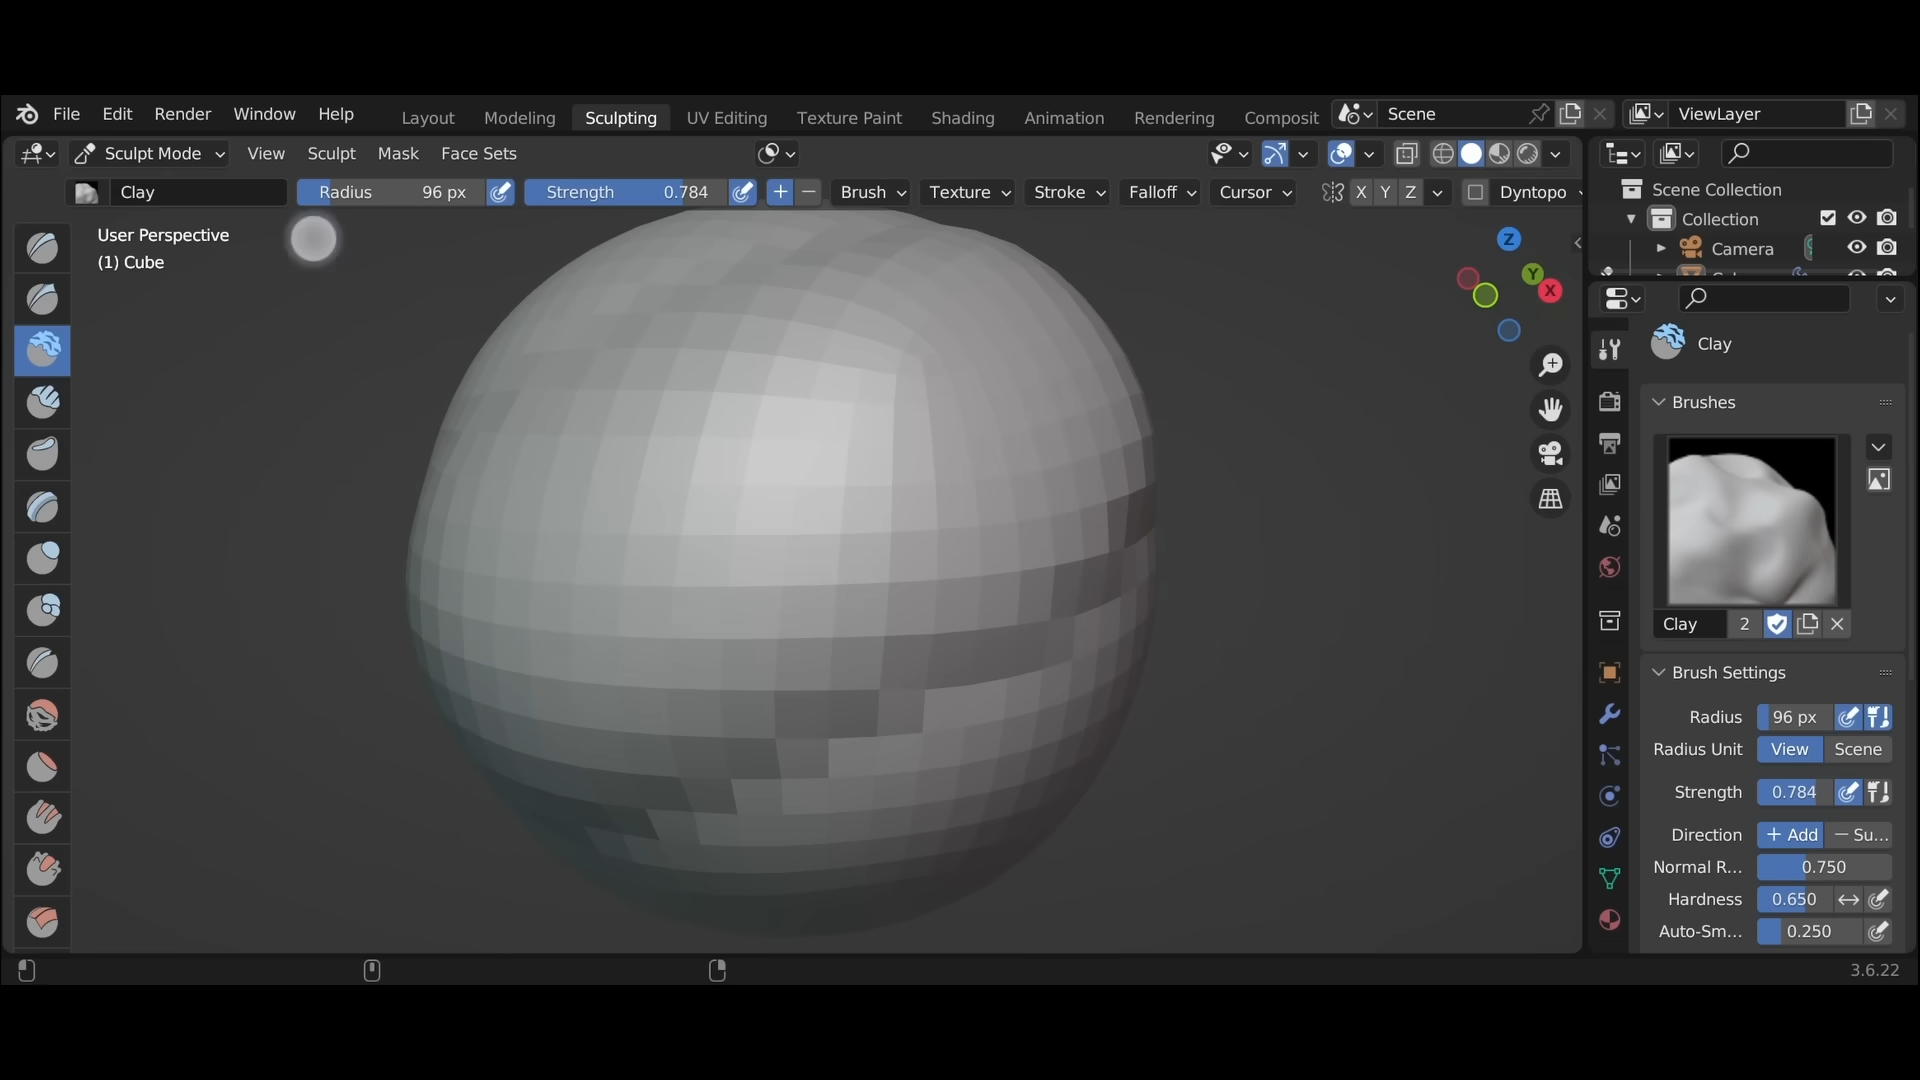 File Edit Render Window Help Layout Modeling Sculpting UV Editing Texture Paint Shading Animation Rendering Composit Scene ViewLayer
Sculpt Mode View Sculpt Mask Face Sets
Clay Radius 96 px Strength 0.784 Brush Texture Stroke Falloff Cursor X Y Z Dyntopo
User Perspective
(1) Cube
Z
Y
X
Scene Collection
Collection
Camera
Clay
Brushes
Clay 2
Brush Settings
Radius 96 px
Radius Unit View Scene
Strength 0.784
Direction + Add − Su...
Normal R... 0.750
Hardness 0.650
Auto-Sm... 0.250
3.6.22